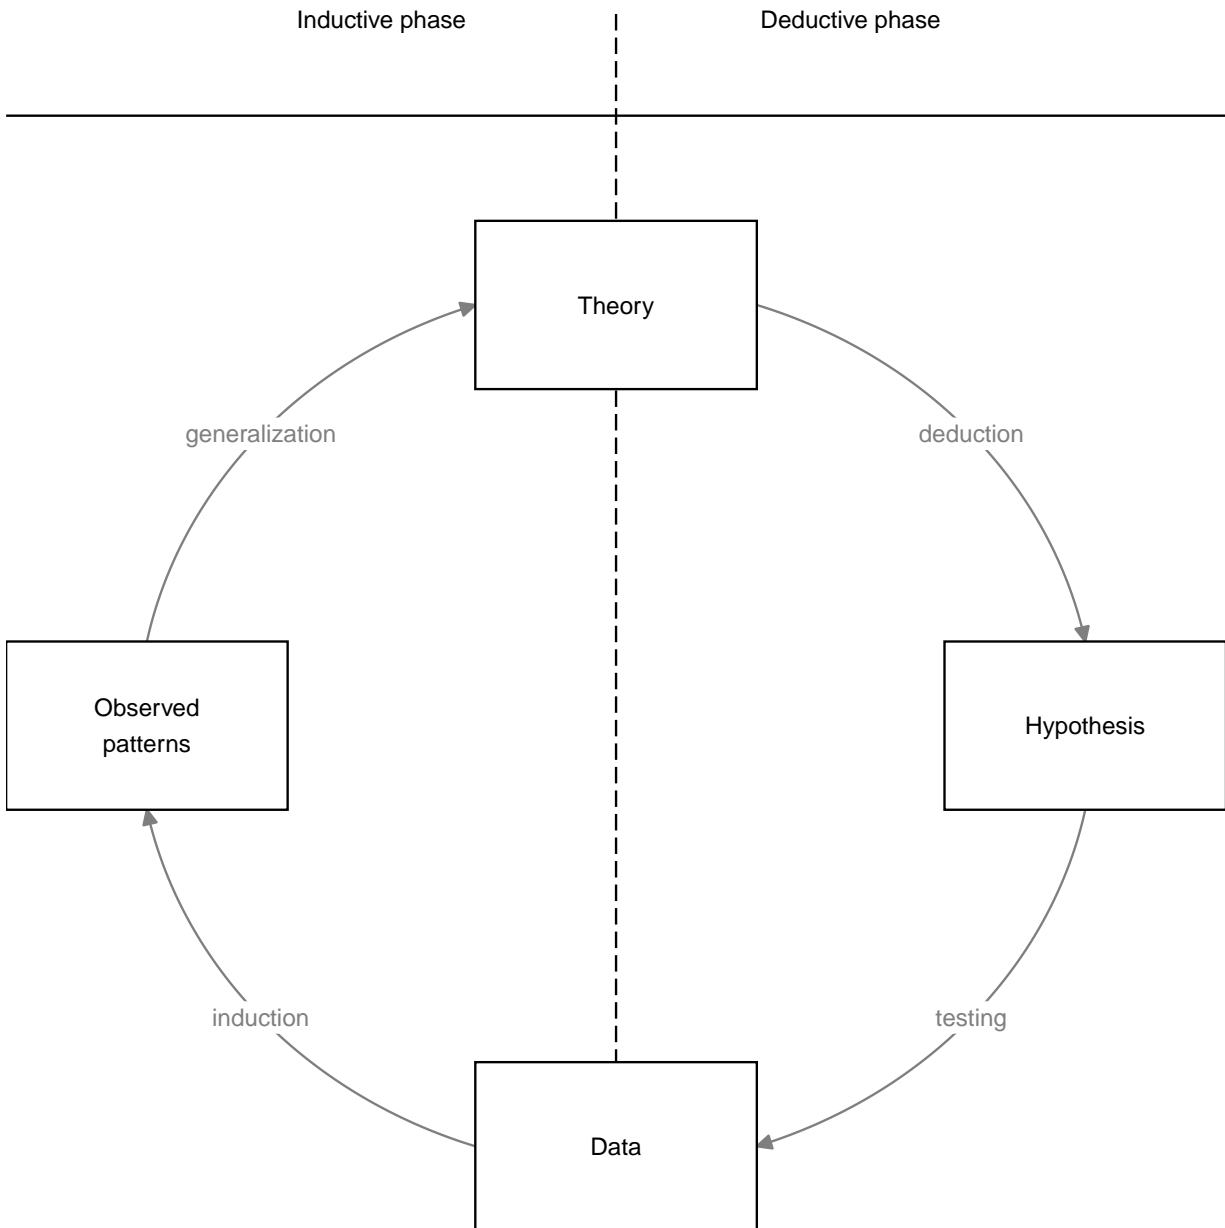 Inductive phase
Deductive phase
Theory
generalization
deduction
Observed
patterns
Hypothesis
induction
testing
Data